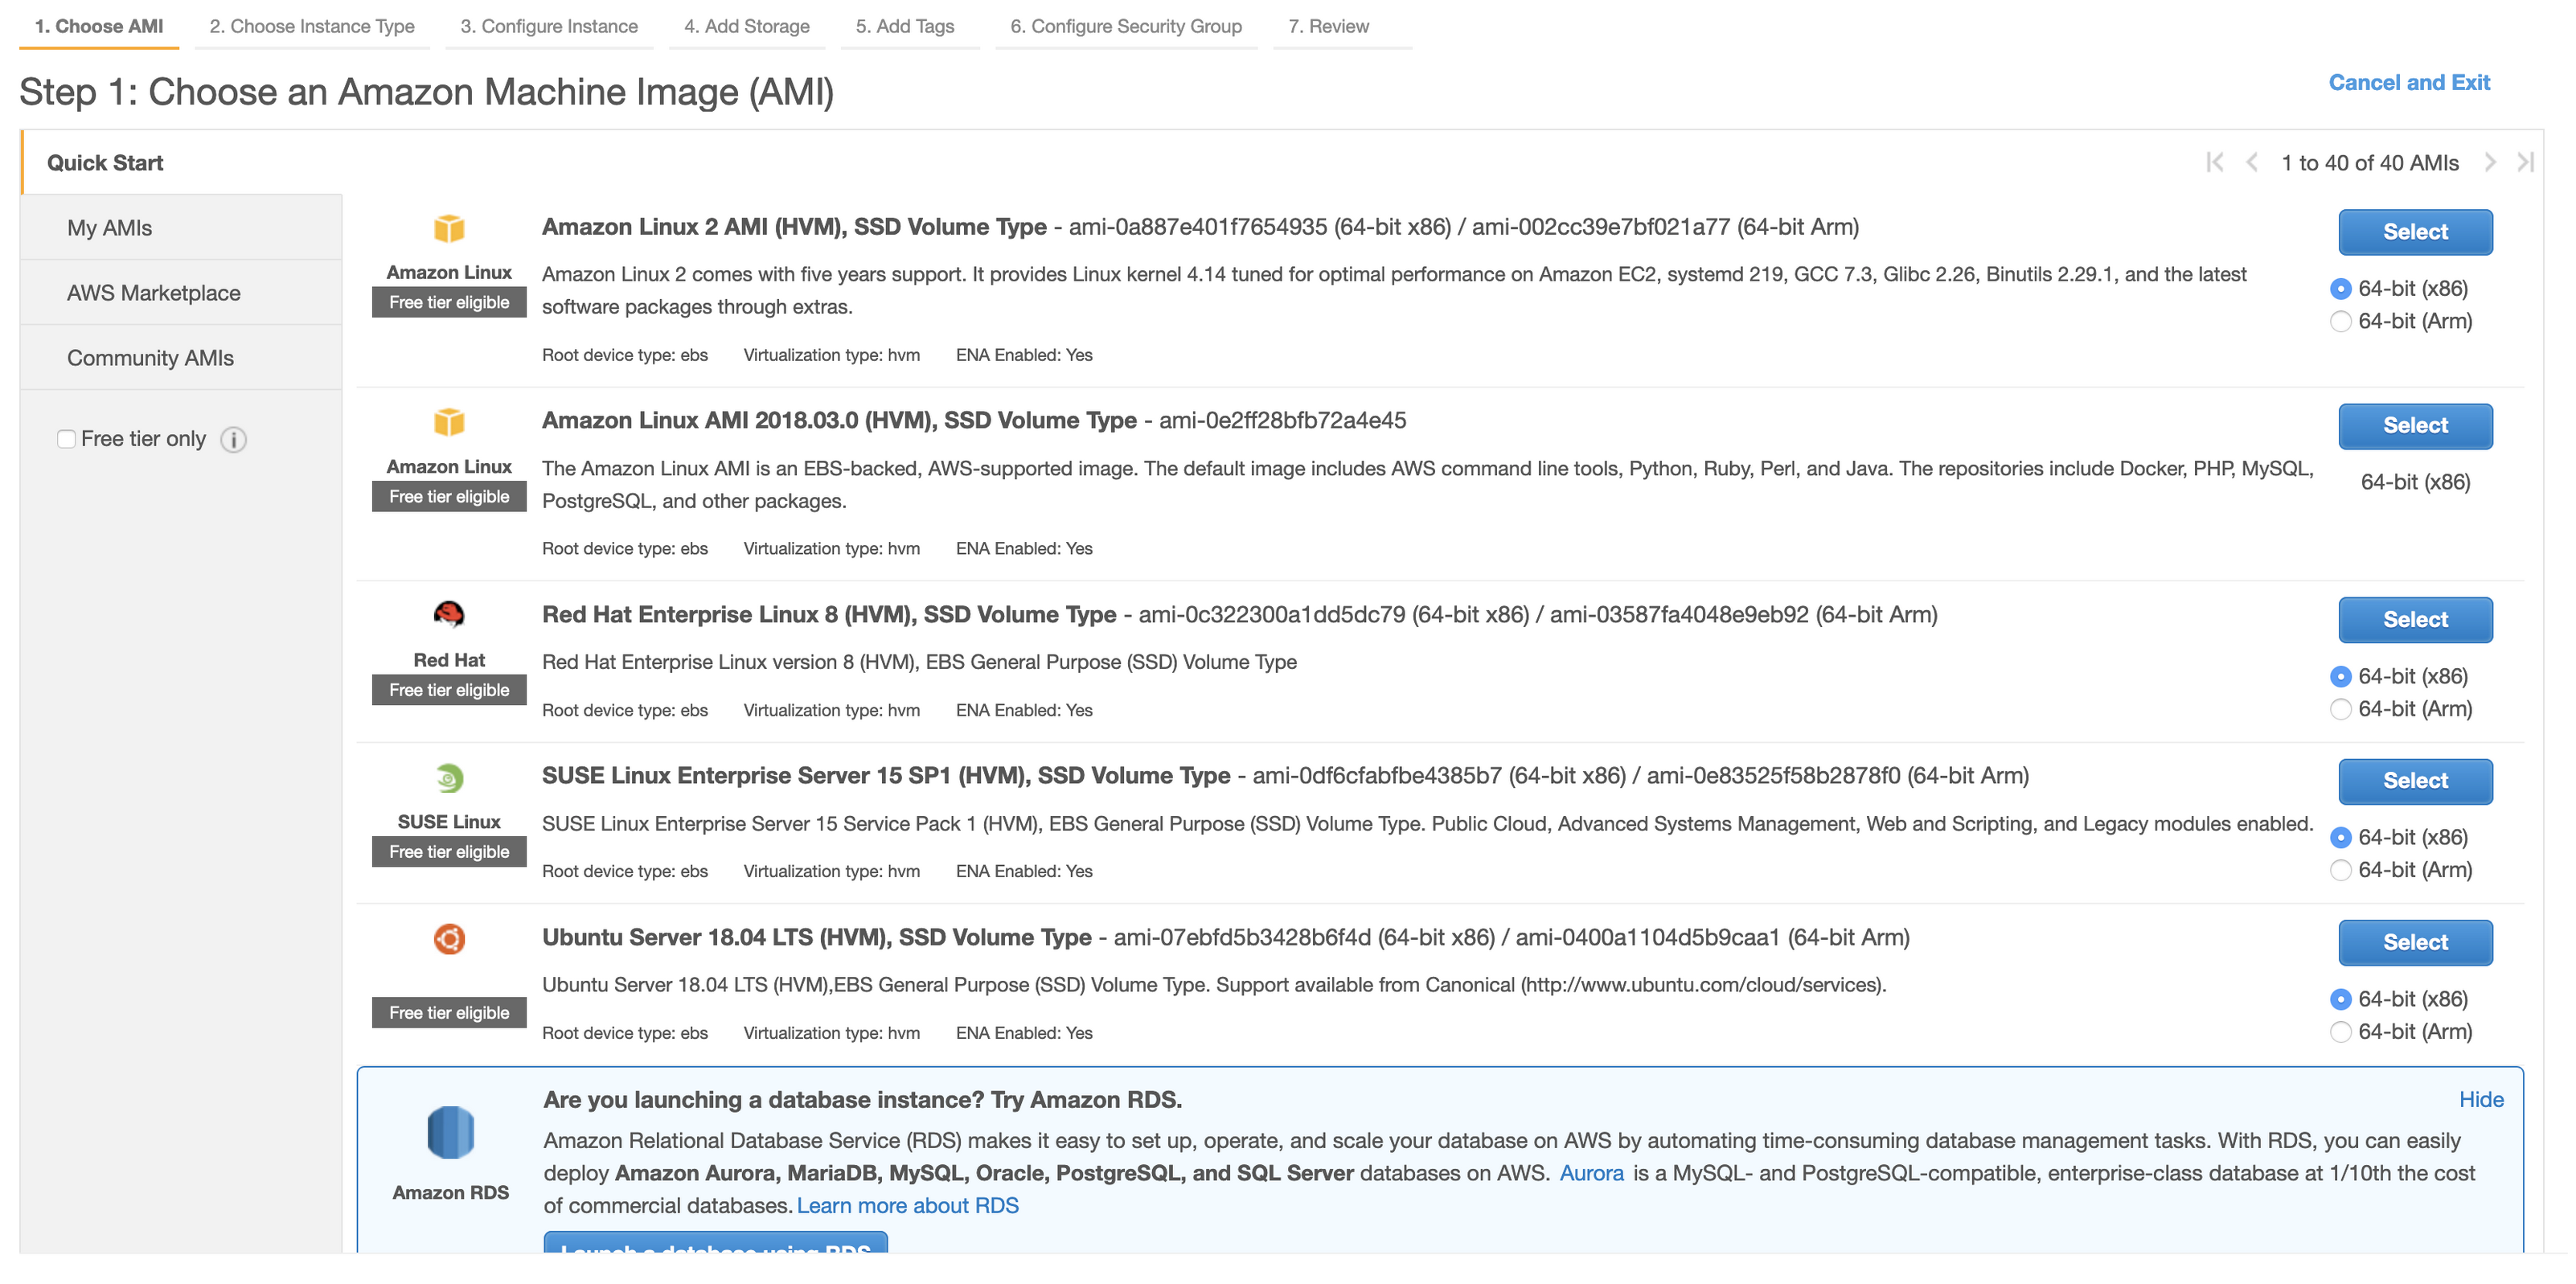 1. Choose AMI 2. Choose Instance Type 3. Configure Instance 4. Add Storage 5. Add Tags 6. Configure Security Group 7. Review
Step 1: Choose an Amazon Machine Image (AMI)
Cancel and Exit
Quick Start
1 to 40 of 40 AMIs
My AMIs
AWS Marketplace
Community AMIs
Free tier only
i
Amazon Linux
Free tier eligible
Amazon Linux 2 AMI (HVM), SSD Volume Type - ami-0a887e401f7654935 (64-bit x86) / ami-002cc39e7bf021a77 (64-bit Arm)
Amazon Linux 2 comes with five years support. It provides Linux kernel 4.14 tuned for optimal performance on Amazon EC2, systemd 219, GCC 7.3, Glibc 2.26, Binutils 2.29.1, and the latest
software packages through extras.
Root device type: ebs Virtualization type: hvm ENA Enabled: Yes
Select
64-bit (x86)
64-bit (Arm)
Amazon Linux
Free tier eligible
Amazon Linux AMI 2018.03.0 (HVM), SSD Volume Type - ami-0e2ff28bfb72a4e45
The Amazon Linux AMI is an EBS-backed, AWS-supported image. The default image includes AWS command line tools, Python, Ruby, Perl, and Java. The repositories include Docker, PHP, MySQL,
PostgreSQL, and other packages.
Root device type: ebs Virtualization type: hvm ENA Enabled: Yes
Select
64-bit (x86)
Red Hat
Free tier eligible
Red Hat Enterprise Linux 8 (HVM), SSD Volume Type - ami-0c322300a1dd5dc79 (64-bit x86) / ami-03587fa4048e9eb92 (64-bit Arm)
Red Hat Enterprise Linux version 8 (HVM), EBS General Purpose (SSD) Volume Type
Root device type: ebs Virtualization type: hvm ENA Enabled: Yes
Select
64-bit (x86)
64-bit (Arm)
SUSE Linux
Free tier eligible
SUSE Linux Enterprise Server 15 SP1 (HVM), SSD Volume Type - ami-0df6cfabfbe4385b7 (64-bit x86) / ami-0e83525f58b2878f0 (64-bit Arm)
SUSE Linux Enterprise Server 15 Service Pack 1 (HVM), EBS General Purpose (SSD) Volume Type. Public Cloud, Advanced Systems Management, Web and Scripting, and Legacy modules enabled.
Root device type: ebs Virtualization type: hvm ENA Enabled: Yes
Select
64-bit (x86)
64-bit (Arm)
Free tier eligible
Ubuntu Server 18.04 LTS (HVM), SSD Volume Type - ami-07ebfd5b3428b6f4d (64-bit x86) / ami-0400a1104d5b9caa1 (64-bit Arm)
Ubuntu Server 18.04 LTS (HVM),EBS General Purpose (SSD) Volume Type. Support available from Canonical (http://www.ubuntu.com/cloud/services).
Root device type: ebs Virtualization type: hvm ENA Enabled: Yes
Select
64-bit (x86)
64-bit (Arm)
Amazon RDS
Are you launching a database instance? Try Amazon RDS.
Hide
Amazon Relational Database Service (RDS) makes it easy to set up, operate, and scale your database on AWS by automating time-consuming database management tasks. With RDS, you can easily
deploy Amazon Aurora, MariaDB, MySQL, Oracle, PostgreSQL, and SQL Server databases on AWS. Aurora is a MySQL- and PostgreSQL-compatible, enterprise-class database at 1/10th the cost
of commercial databases. Learn more about RDS
Launch a database using RDS